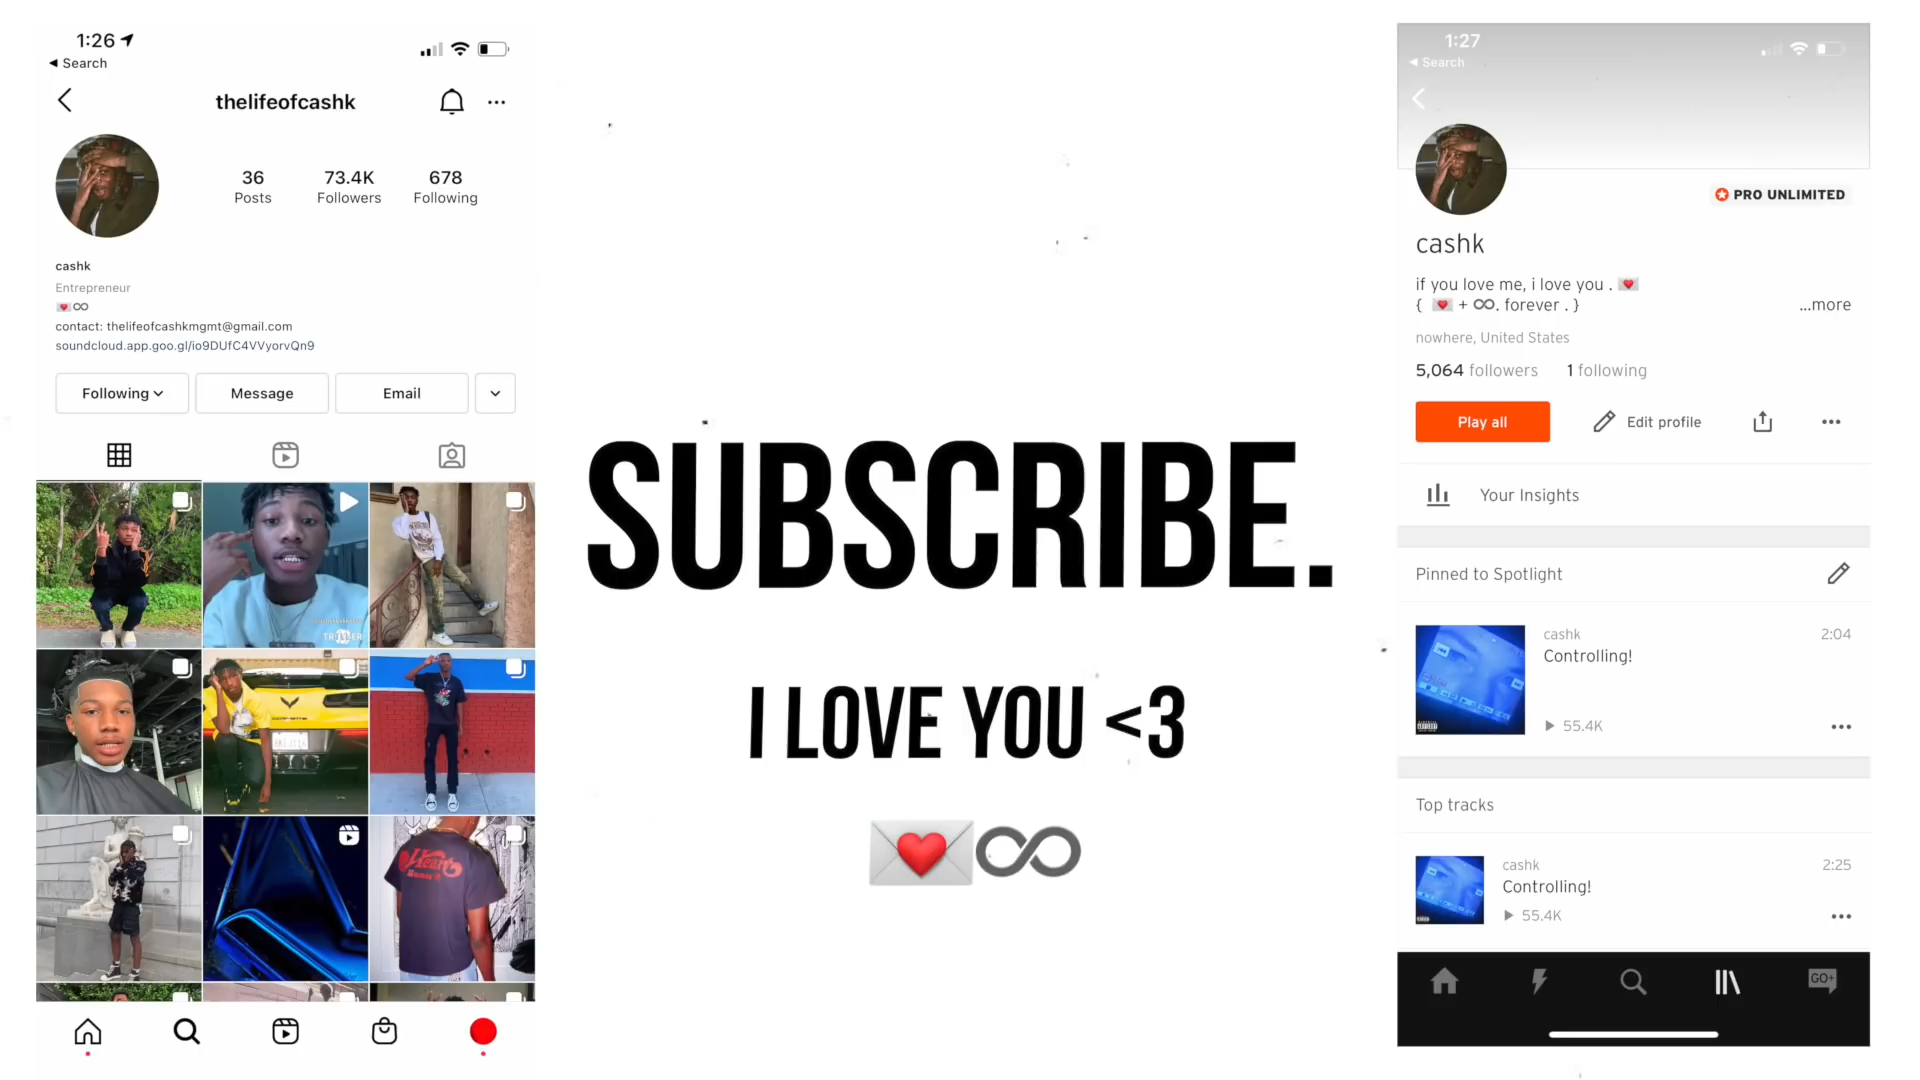 1:26
◄ Search
thelifeofcashk
36
Posts
73.4K
Followers
678
Following
cashk
Entrepreneur
💌♾
contact: thelifeofcashkmgmt@gmail.com
soundcloud.app.goo.gl/io9DUfC4VVyorvQn9
Following
Message
Email
TRILLER
Heart
SUBSCRIBE.
I LOVE YOU <3
💌♾
1:27
◄ Search
PRO UNLIMITED
cashk
if you love me, i love you . 💌
{ 💌 + ♾. forever . }
...more
nowhere, United States
5,064 followers 1 following
Play all
Edit profile
Your Insights
Pinned to Spotlight
cashk
2:04
Controlling!
55.4K
Top tracks
cashk
2:25
Controlling!
55.4K
GO+